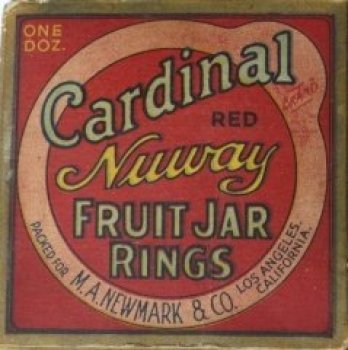 ONE
DOZ.
Cardinal
RED
Nuway
FRUIT JAR
RINGS
PACKED FOR
M.A. NEWMARK & CO.
LOS ANGELES,
CALIFORNIA.